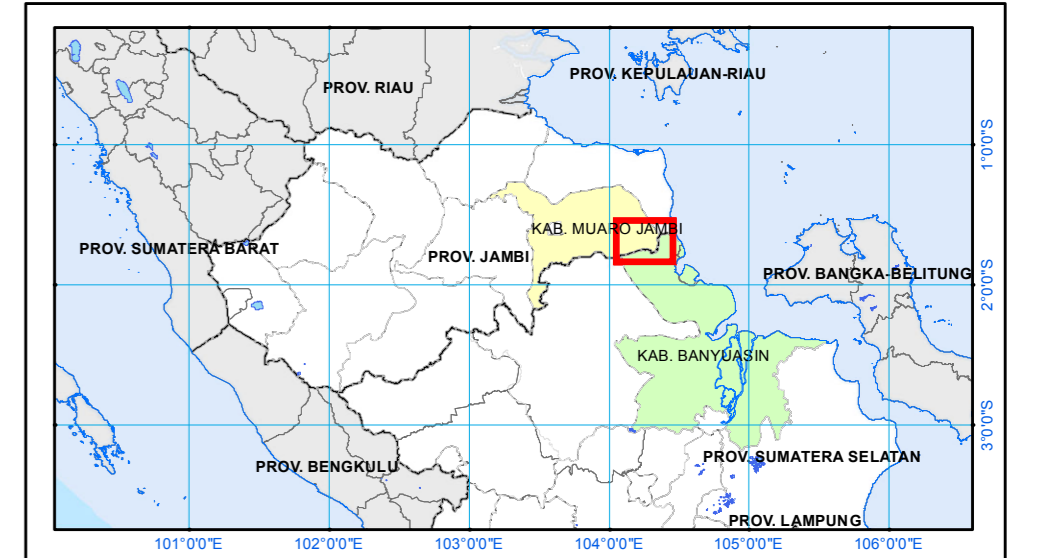 PROV. KEPULAUAN-RIAU
PROV. RIAU
1°0'0"S
KAB. MUARO JAMBI
PROV. SUMATERA BARAT
PROV. JAMBI
PROV. BANGKA-BELITUNG
2°0'0"S
KAB. BANYUASIN
3°0'0"S
PROV. SUMATERA SELATAN
PROV. BENGKULU
PROV. LAMPUNG
101°0'0"E
102°0'0"E
103°0'0"E
104°0'0"E
105°0'0"E
106°0'0"E